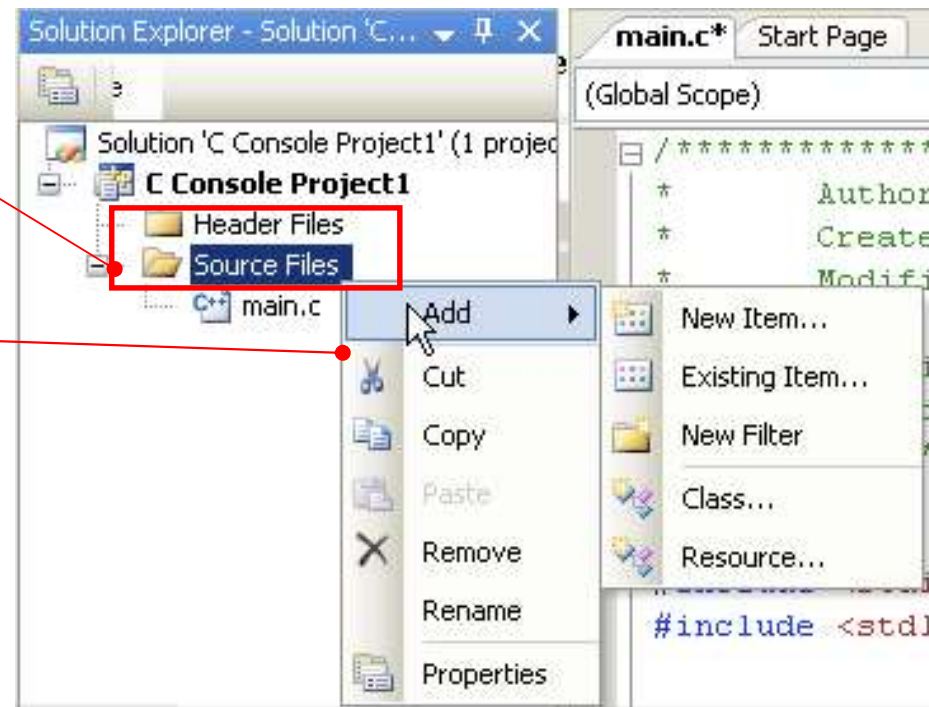 Solution Explorer - Solution 'C...
main.c* Start Page
(Global Scope)
Solution 'C Console Project1' (1 projec
C Console Project1
Header Files
Source Files
main.c
/*************
* Author
* Create
* Modifi
Add
Cut
Copy
Paste
Remove
Rename
Properties
New Item...
Existing Item...
New Filter
Class...
Resource...
#include <stdl